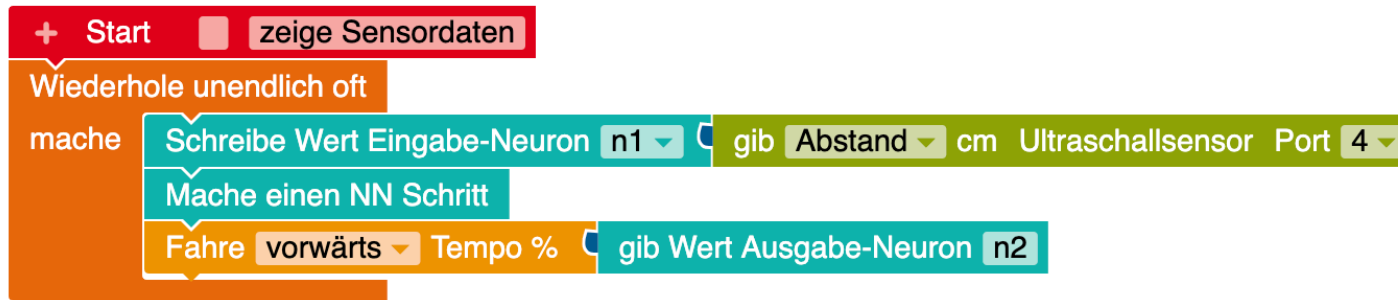 + Start zeige Sensordaten
Wiederhole unendlich oft
mache Schreibe Wert Eingabe-Neuron n1 gib Abstand cm Ultraschallsensor Port 4
Mache einen NN Schritt
Fahre vorwärts Tempo % gib Wert Ausgabe-Neuron n2